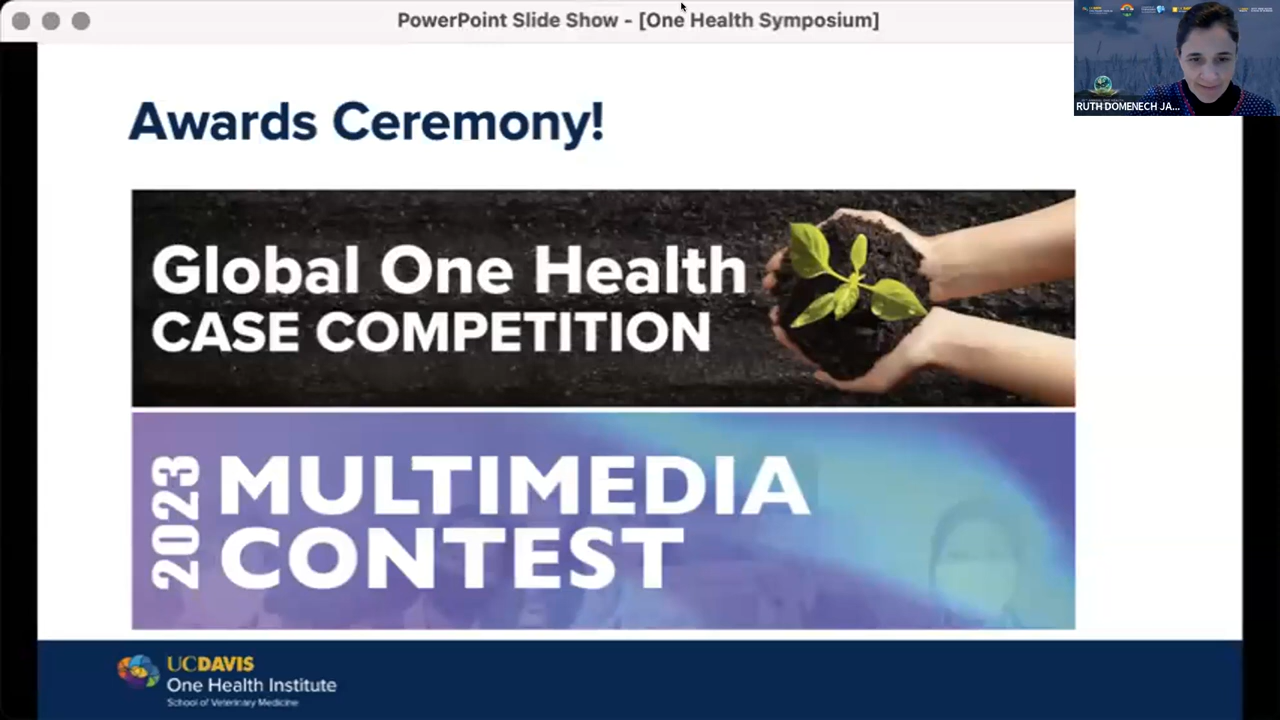 PowerPoint Slide Show - [One Health Symposium]
RUTH DOMENECH JA...
Awards Ceremony!
Global One Health
CASE COMPETITION
2023
MULTIMEDIA
CONTEST
UCDAVIS
One Health Institute
School of Veterinary Medicine